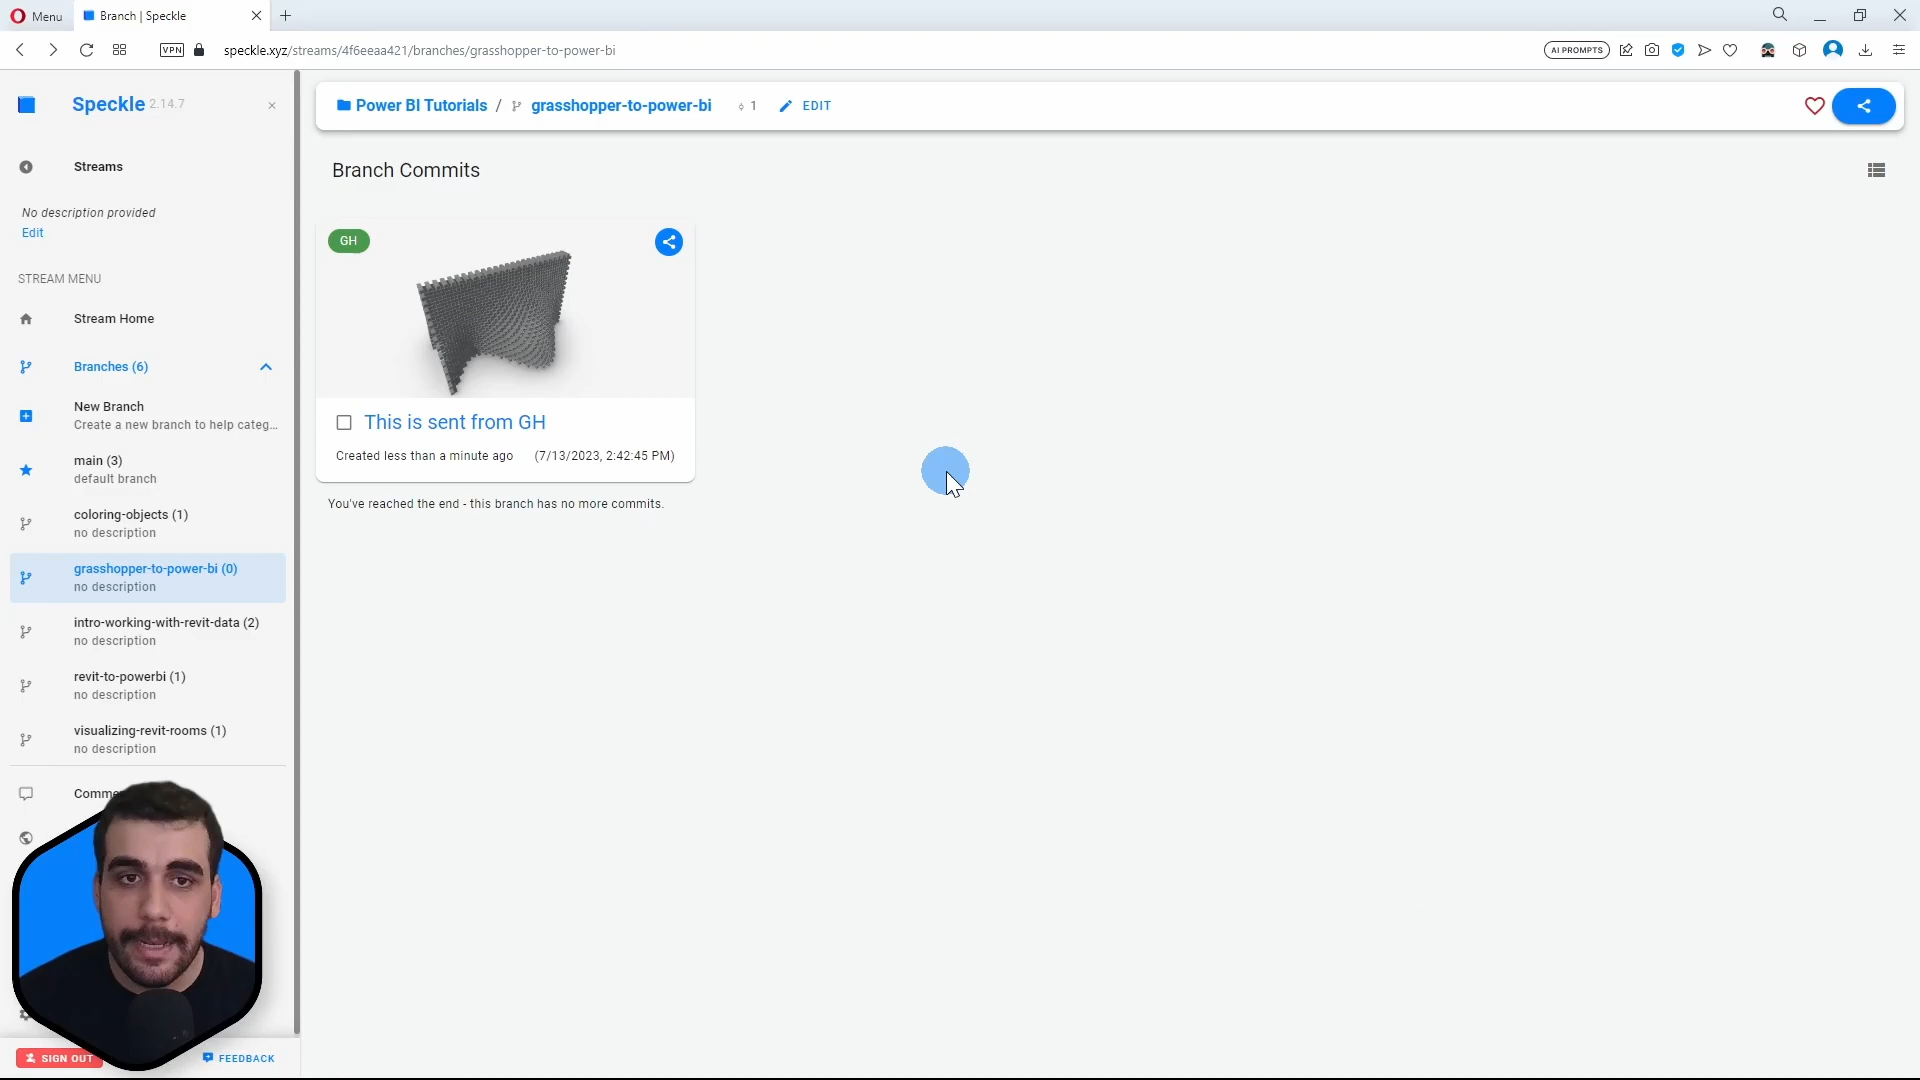 Menu
Branch | Speckle
VPN
speckle.xyz/streams/4f6eeaa421/branches/grasshopper-to-power-bi
AI PROMPTS
Speckle 2.14.7
Streams
No description provided
Edit
STREAM MENU
Stream Home
Branches (6)
New Branch
Create a new branch to help categ...
main (3)
default branch
coloring-objects (1)
no description
grasshopper-to-power-bi (0)
no description
intro-working-with-revit-data (2)
no description
revit-to-powerbi (1)
no description
visualizing-revit-rooms (1)
no description
SIGN OUT
FEEDBACK
Power BI Tutorials / grasshopper-to-power-bi 1 EDIT
Branch Commits
GH
This is sent from GH
Created less than a minute ago (7/13/2023, 2:42:45 PM)
You've reached the end - this branch has no more commits.